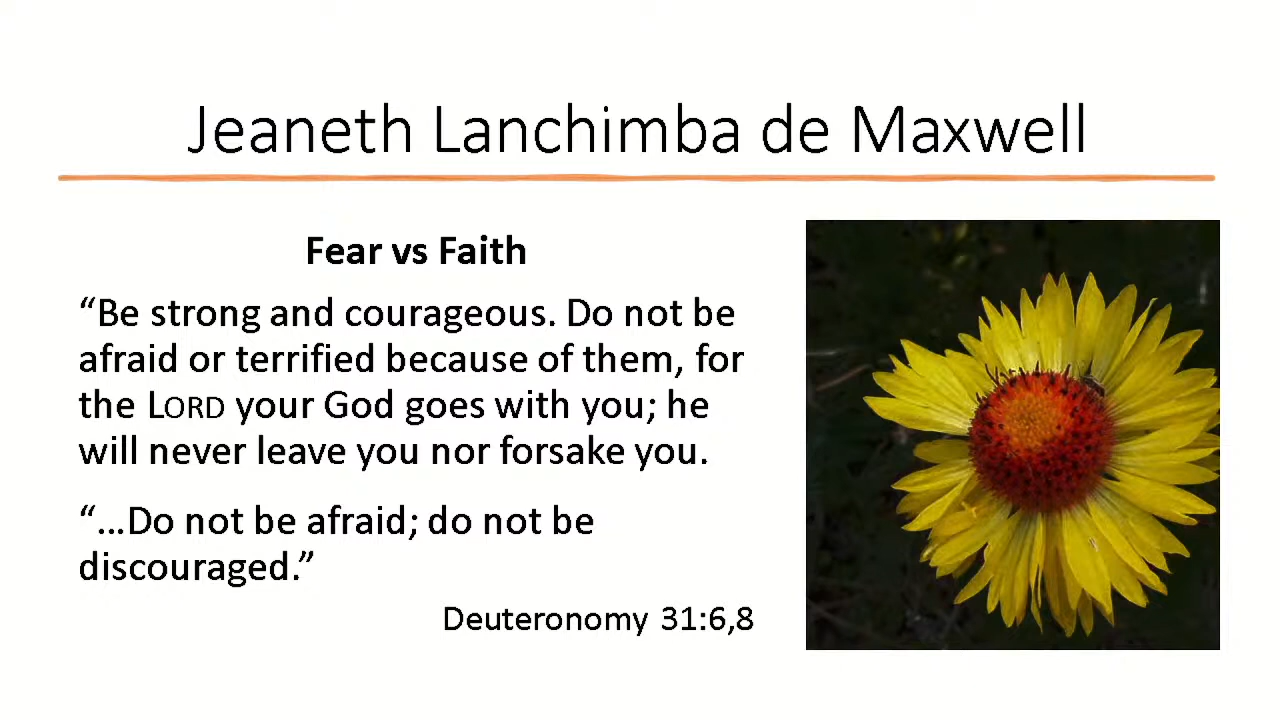 Jeaneth Lanchimba de Maxwell
Fear vs Faith
“Be strong and courageous. Do not be
afraid or terrified because of them, for
the LORD your God goes with you; he
will never leave you nor forsake you.
“…Do not be afraid; do not be
discouraged.”
Deuteronomy 31:6,8